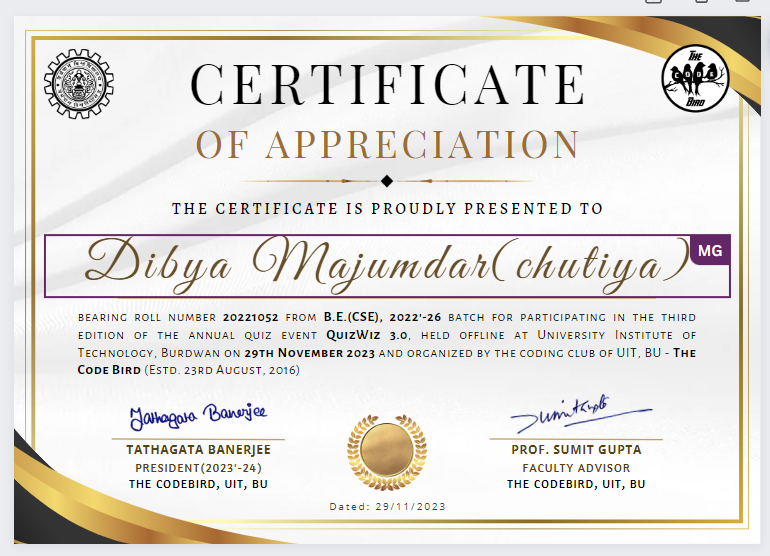 THE
CODE
BIRD
CERTIFICATE
OF APPRECIATION
THE CERTIFICATE IS PROUDLY PRESENTED TO
Dibya Majumdar(chutiya)
MG
BEARING ROLL NUMBER 20221052 FROM B.E.(CSE), 2022'-26 BATCH FOR PARTICIPATING IN THE THIRD
EDITION OF THE ANNUAL QUIZ EVENT QUIZWIZ 3.0, HELD OFFLINE AT UNIVERSITY INSTITUTE OF
TECHNOLOGY, BURDWAN ON 29TH NOVEMBER 2023 AND ORGANIZED BY THE CODING CLUB OF UIT, BU - THE
CODE BIRD (ESTD. 23RD AUGUST, 2016)
Tathagata Banerjee
Sumit Gupta
TATHAGATA BANERJEE
PROF. SUMIT GUPTA
PRESIDENT(2023'-24)
FACULTY ADVISOR
THE CODEBIRD, UIT, BU
THE CODEBIRD, UIT, BU
Dated: 29/11/2023